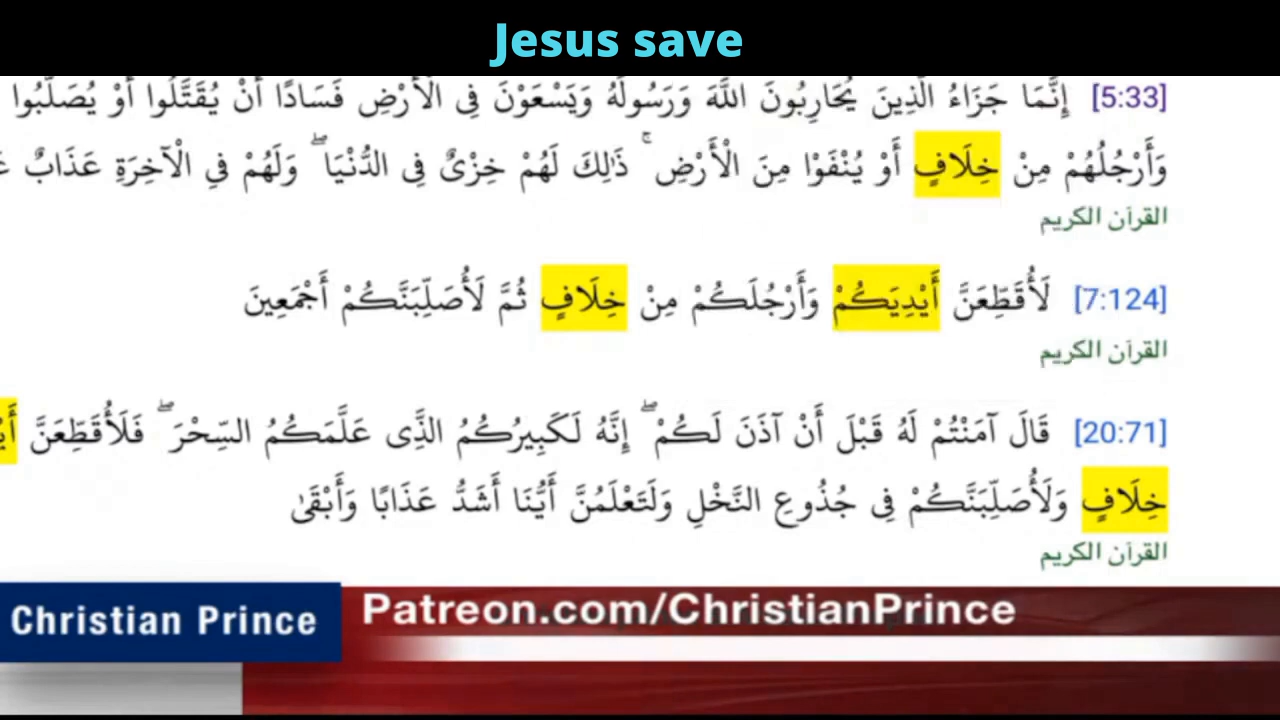 Jesus save
[5:33] إِنَّمَا جَزَاءُ الَّذِينَ يُحَارِبُونَ اللَّهَ وَرَسُولَهُ وَيَسْعَوْنَ فِى الْأَرْضِ فَسَادًا أَنْ يُقَتَّلُوا أَوْ يُصَلَّبُوا
وَأَرْجُلُهُمْ مِنْ خِلَافٍ أَوْ يُنْفَوْا مِنَ الْأَرْضِ ۚ ذَٰلِكَ لَهُمْ خِزْىٌ فِى الدُّنْيَا ۖ وَلَهُمْ فِى الْآخِرَةِ عَذَابٌ
القرآن الكريم
[7:124] لَأُقَطِّعَنَّ أَيْدِيَكُمْ وَأَرْجُلَكُمْ مِنْ خِلَافٍ ثُمَّ لَأُصَلِّبَنَّكُمْ أَجْمَعِينَ
القرآن الكريم
[20:71] قَالَ آمَنْتُمْ لَهُ قَبْلَ أَنْ آذَنَ لَكُمْ ۖ إِنَّهُ لَكَبِيرُكُمُ الَّذِى عَلَّمَكُمُ السِّحْرَ ۖ فَلَأُقَطِّعَنَّ
خِلَافٍ وَلَأُصَلِّبَنَّكُمْ فِى جُذُوعِ النَّخْلِ وَلَتَعْلَمُنَّ أَيُّنَا أَشَدُّ عَذَابًا وَأَبْقَىٰ
القرآن الكريم
Christian Prince
Patreon.com/ChristianPrince